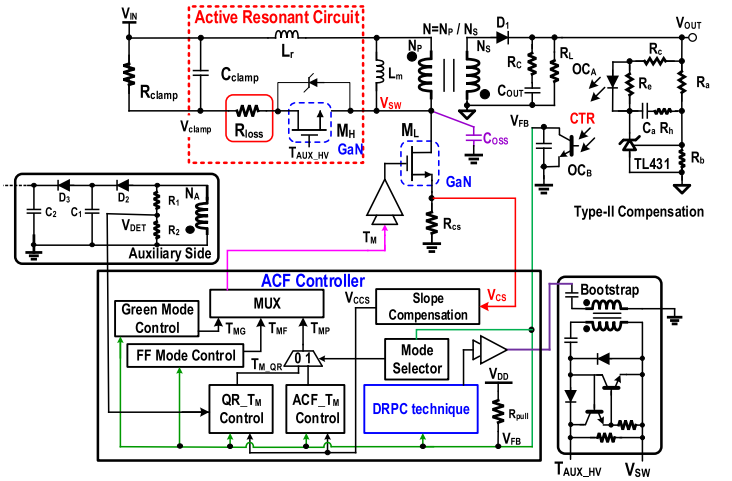 Active Resonant Circuit
VIN
N=NP / NS
D1
VOUT
Lr
NP
NS
RC
RL
Rc
OCA
Re
Ra
Rclamp
Cclamp
Lm
COUT
Ca
Rh
Vclamp
Rloss
MH
VSW
VFB
CTR
TAUX_HV
GaN
ML
COSS
OCB
TL431
Rb
GaN
Type-II Compensation
D3
D2
R1
NA
C2
C1
VDET
R2
Auxiliary Side
TM
Rcs
ACF Controller
Bootstrap
MUX
VCCS
Slope
Compensation
VCS
Green Mode
Control
TMG
TMF
TMP
FF Mode Control
TM_QR
0 1
Mode
Selector
VDD
QR_TM
Control
ACF_TM
Control
DRPC technique
Rpull
VFB
TAUX_HV
VSW